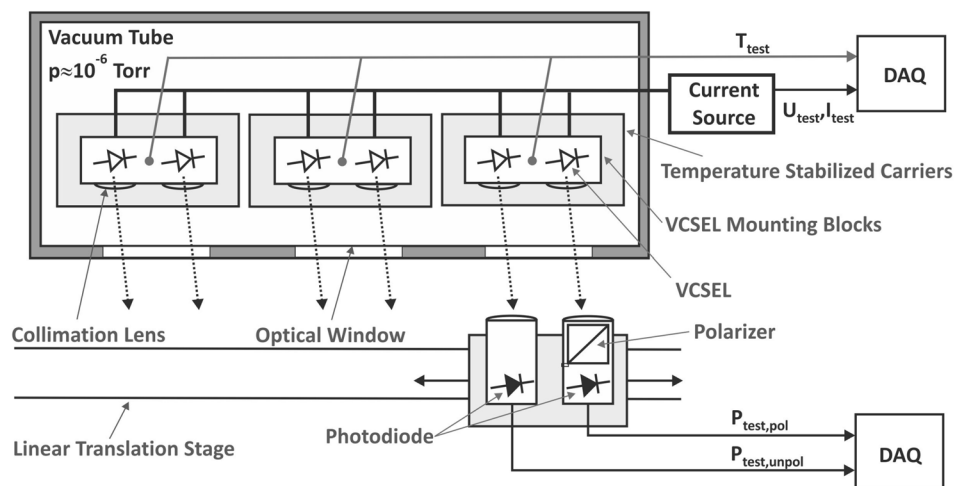 Vacuum Tube
p≈10⁻⁶ Torr
T_test
DAQ
Current
Source
U_test,I_test
Temperature Stabilized Carriers
VCSEL Mounting Blocks
VCSEL
Collimation Lens
Optical Window
Polarizer
Linear Translation Stage
Photodiode
P_test,pol
P_test,unpol
DAQ